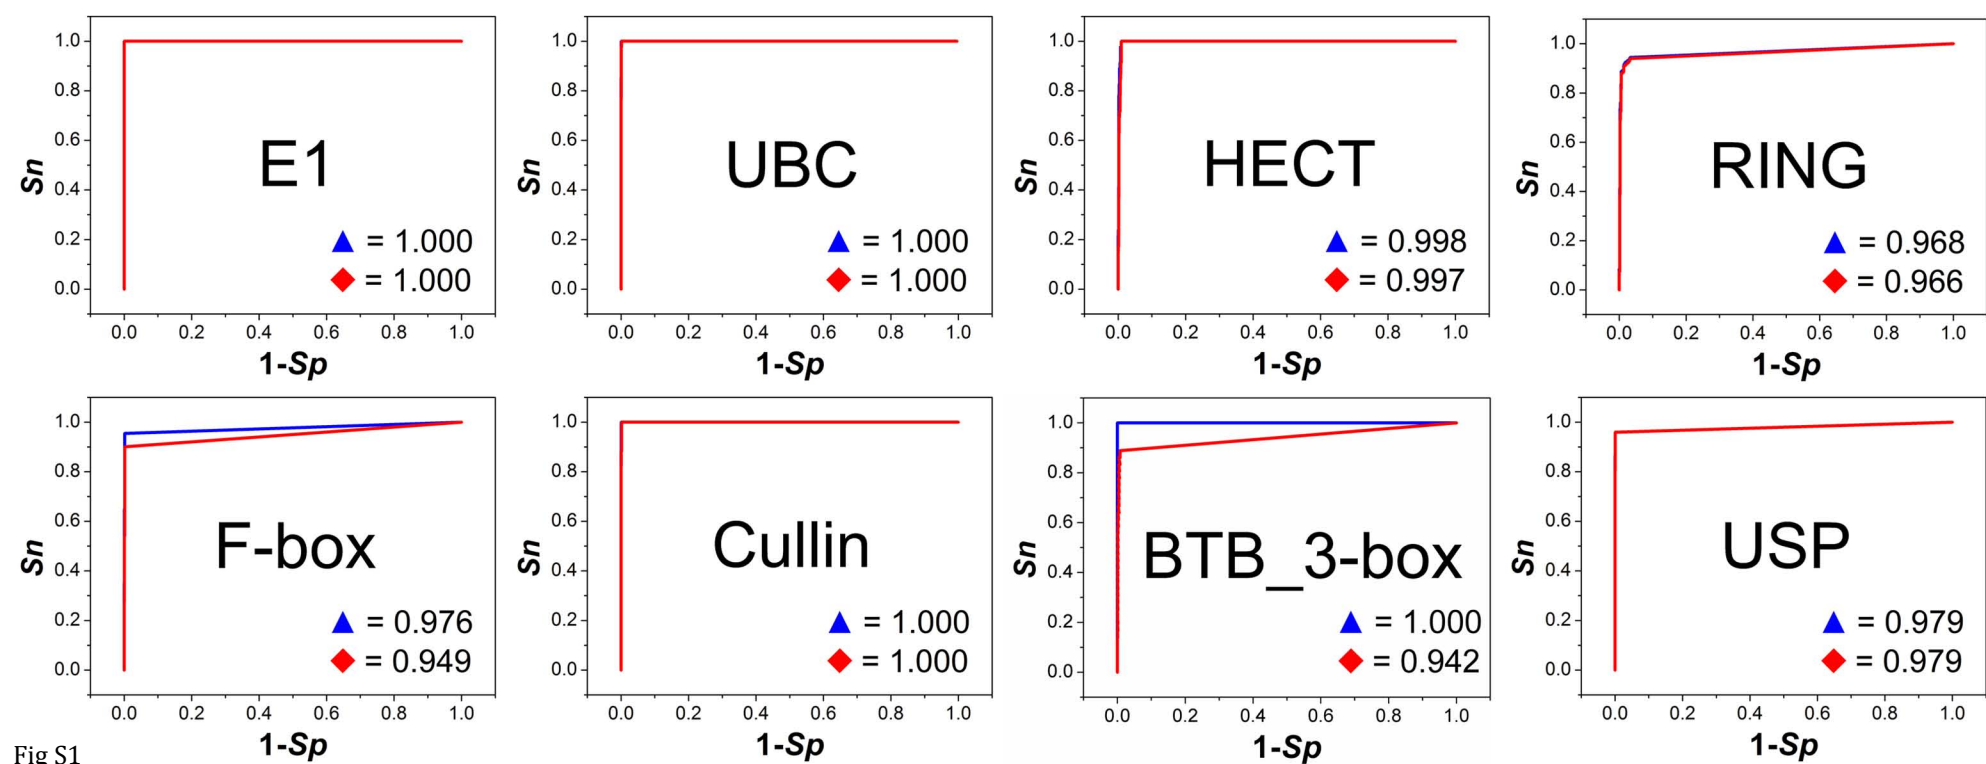 1.0
0.8
0.6
0.4
0.2
0.0
Sn
E1
▲ = 1.000
◆ = 1.000
0.0 0.2 0.4 0.6 0.8 1.0
1-Sp
1.0
0.8
0.6
0.4
0.2
0.0
Sn
UBC
▲ = 1.000
◆ = 1.000
0.0 0.2 0.4 0.6 0.8 1.0
1-Sp
1.0
0.8
0.6
0.4
0.2
0.0
Sn
HECT
▲ = 0.998
◆ = 0.997
0.0 0.2 0.4 0.6 0.8 1.0
1-Sp
1.0
0.8
0.6
0.4
0.2
0.0
Sn
RING
▲ = 0.968
◆ = 0.966
0.0 0.2 0.4 0.6 0.8 1.0
1-Sp
1.0
0.8
0.6
0.4
0.2
0.0
Sn
F-box
▲ = 0.976
◆ = 0.949
0.0 0.2 0.4 0.6 0.8 1.0
1-Sp
1.0
0.8
0.6
0.4
0.2
0.0
Sn
Cullin
▲ = 1.000
◆ = 1.000
0.0 0.2 0.4 0.6 0.8 1.0
1-Sp
1.0
0.8
0.6
0.4
0.2
0.0
Sn
BTB_3-box
▲ = 1.000
◆ = 0.942
0.0 0.2 0.4 0.6 0.8 1.0
1-Sp
1.0
0.8
0.6
0.4
0.2
0.0
Sn
USP
▲ = 0.979
◆ = 0.979
0.0 0.2 0.4 0.6 0.8 1.0
1-Sp
Fig S1